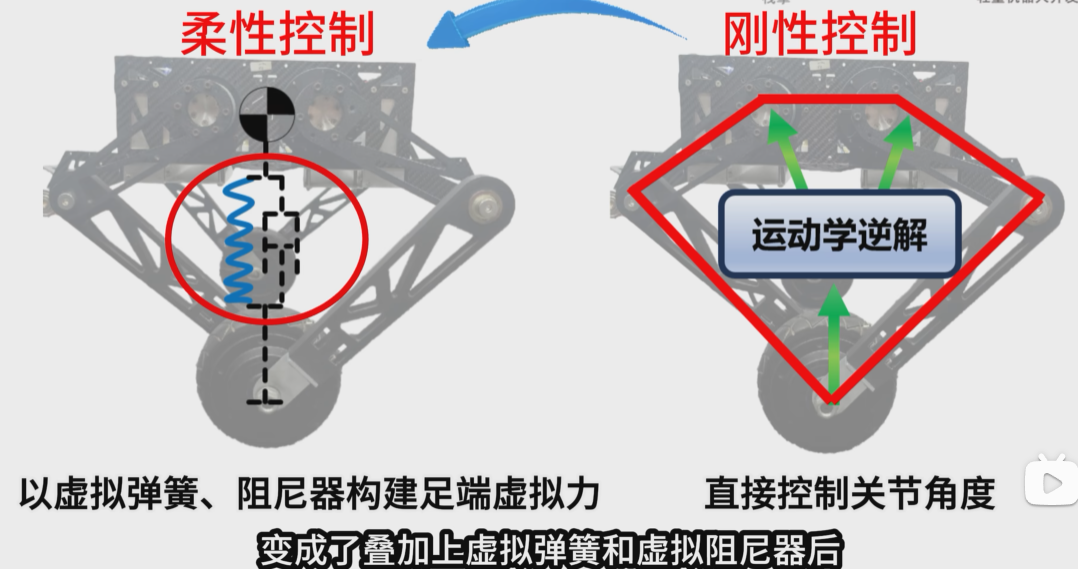 柔性控制
刚性控制
运动学逆解
以虚拟弹簧、阻尼器构建足端虚拟力
直接控制关节角度
变成了叠加上虚拟弹簧和虚拟阻尼器后